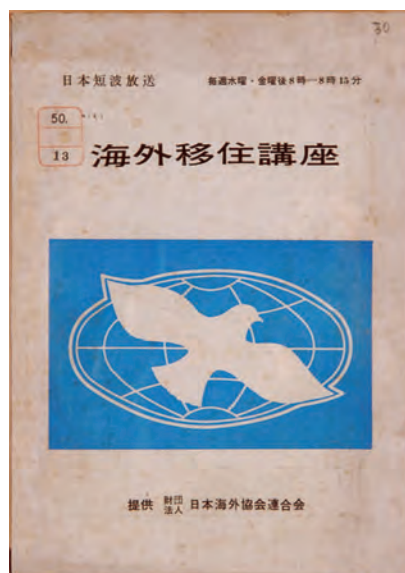 30
日本短波放送 毎週水曜・金曜後8時―8時15分
50.
13
海外移住講座
提供 財団法人 日本海外協会連合会